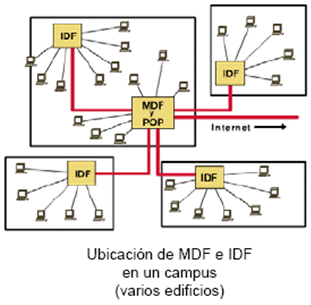 IDF
IDF
MDF
y
POP
Internet
IDF
IDF
Ubicación de MDF e IDF
en un campus
(varios edificios)